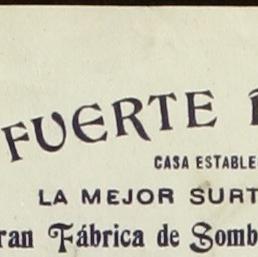 FUERTE
CASA ESTABLE
LA MEJOR SURT
ran Fábrica de Somb